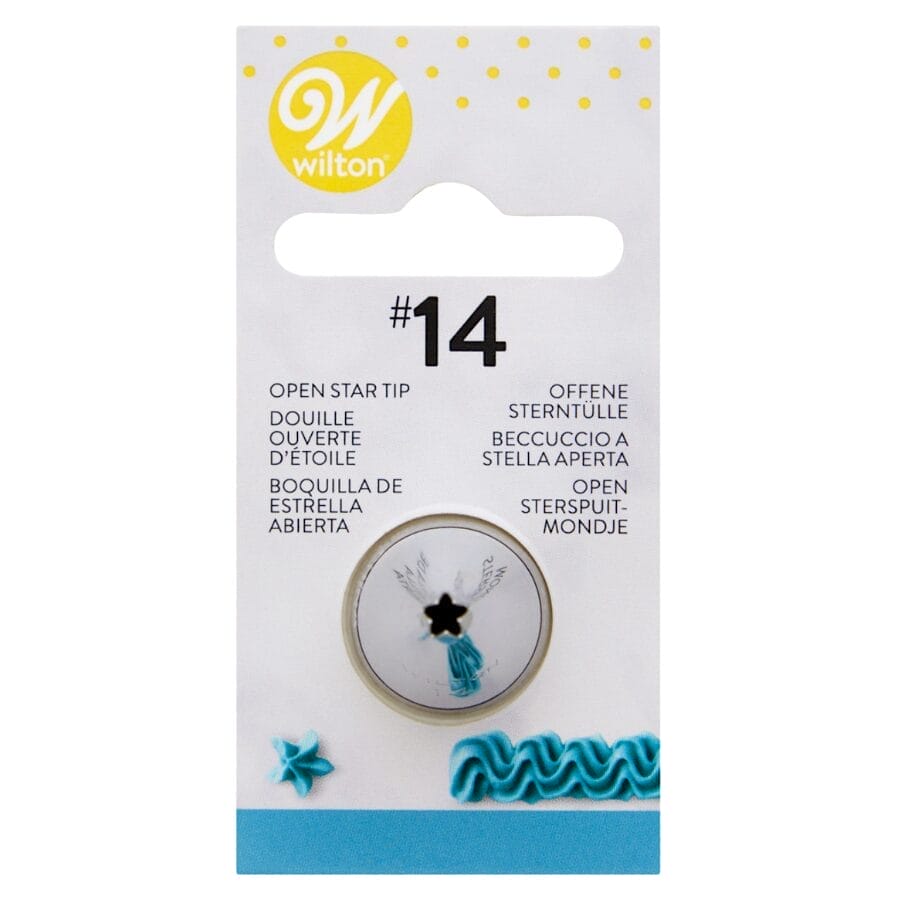 wilton
#14
OPEN STAR TIP
DOUILLE
OUVERTE
D'ÉTOILE
BOQUILLA DE
ESTRELLA
ABIERTA
OFFENE
STERNTÜLLE
BECCUCCIO A
STELLA APERTA
OPEN
STERSPUIT-
MONDJE